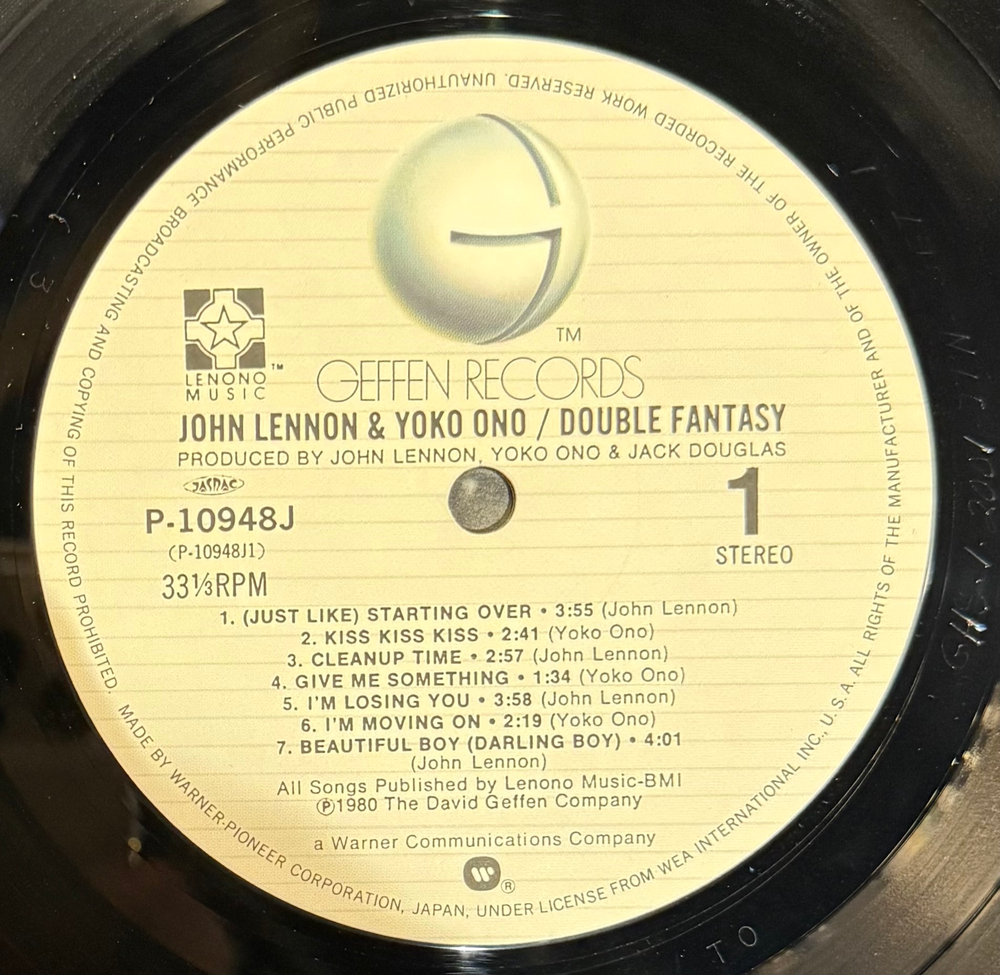 UNAUTHORIZED PUBLIC PERFORMANCE BROADCASTING AND COPYING OF THIS RECORD PROHIBITED. MADE BY WARNER-PIONEER CORPORATION, JAPAN, UNDER LICENSE FROM WEA INTERNATIONAL INC., U.S.A. ALL RIGHTS OF THE MANUFACTURER AND OF THE OWNER OF THE RECORDED WORK RESERVED.
TM
LENONO ™
MUSIC
GEFFEN RECORDS
JOHN LENNON & YOKO ONO / DOUBLE FANTASY
PRODUCED BY JOHN LENNON, YOKO ONO & JACK DOUGLAS
JASRAC
P-10948J
(P-10948J1)
33⅓RPM
1
STEREO
1. (JUST LIKE) STARTING OVER • 3:55 (John Lennon)
2. KISS KISS KISS • 2:41 (Yoko Ono)
3. CLEANUP TIME • 2:57 (John Lennon)
4. GIVE ME SOMETHING • 1:34 (Yoko Ono)
5. I'M LOSING YOU • 3:58 (John Lennon)
6. I'M MOVING ON • 2:19 (Yoko Ono)
7. BEAUTIFUL BOY (DARLING BOY) • 4:01
(John Lennon)
All Songs Published by Lenono Music-BMI
℗1980 The David Geffen Company
a Warner Communications Company
®
TO